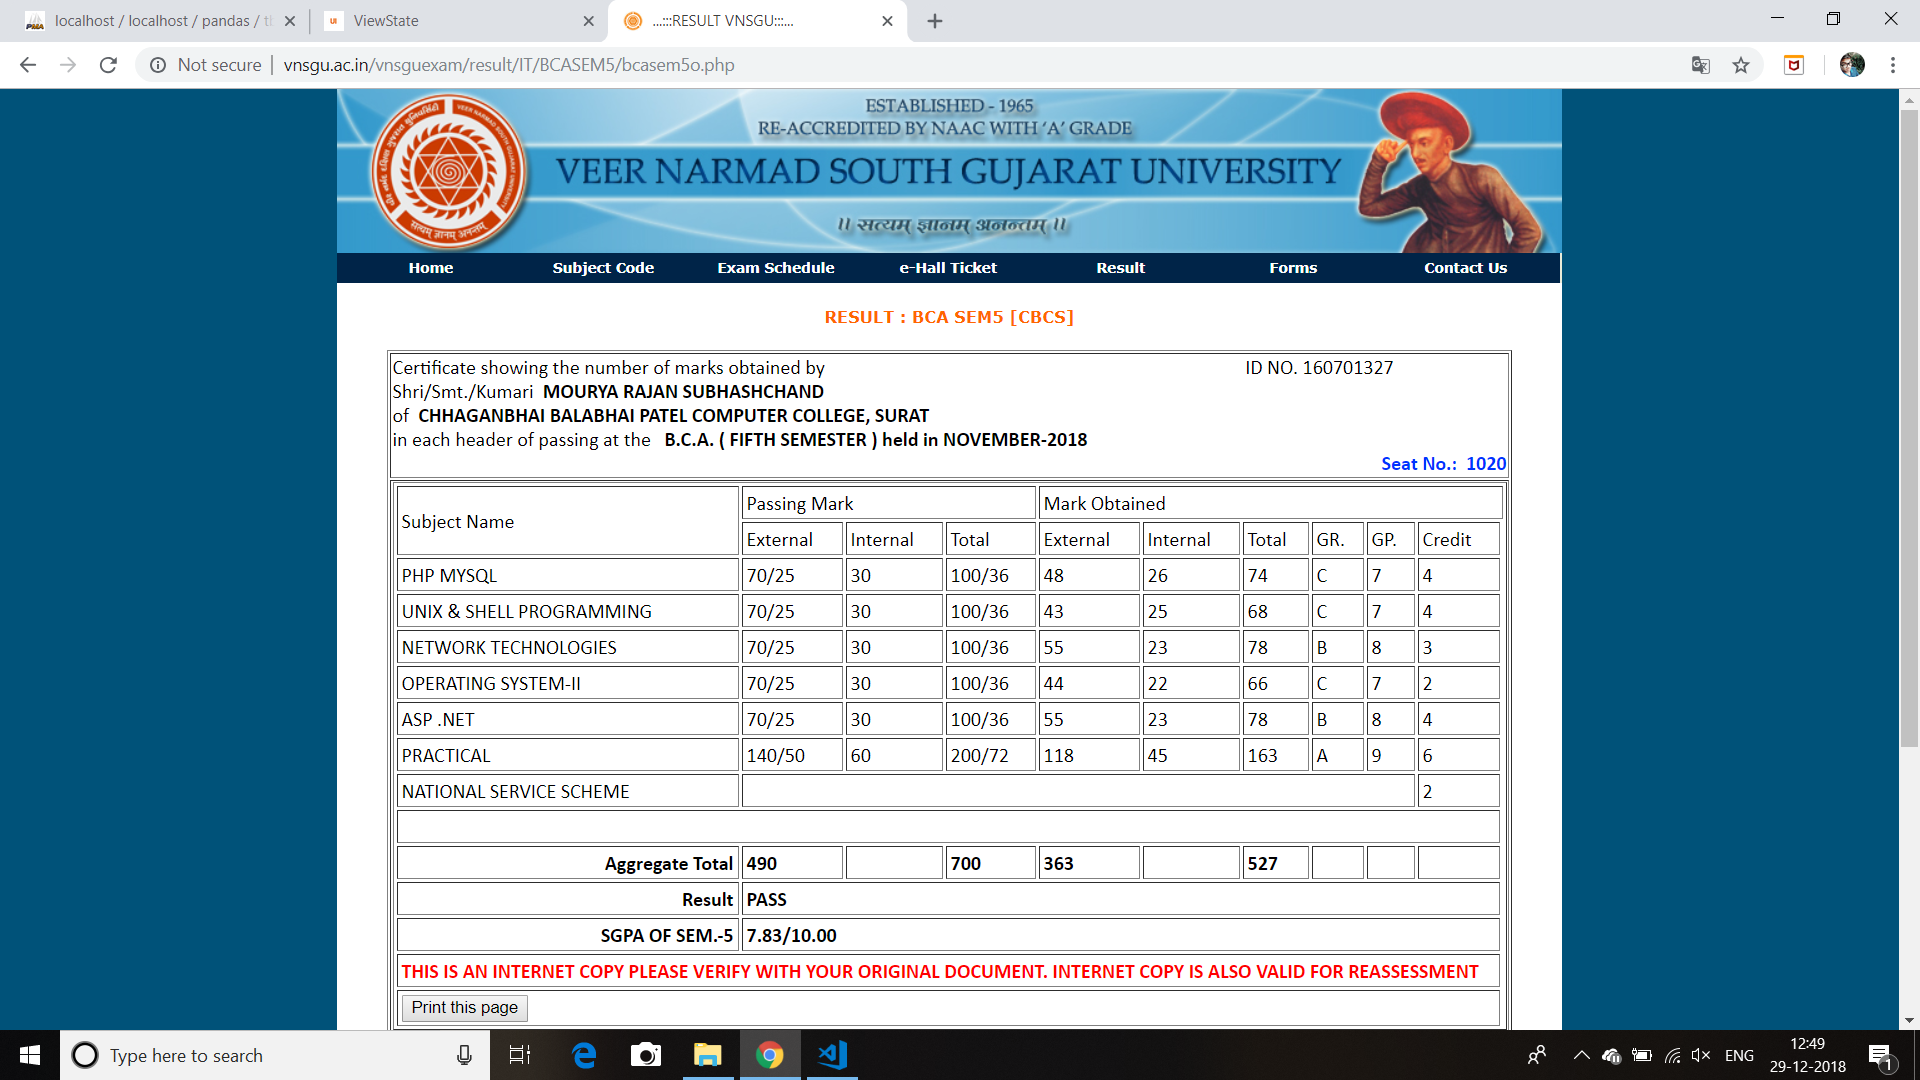 localhost / localhost / pandas / t
ViewState
...:::RESULT VNSGU:::...
Not secure | vnsgu.ac.in/vnsguexam/result/IT/BCASEM5/bcasem5o.php
ESTABLISHED - 1965
RE-ACCREDITED BY NAAC WITH ‘A’ GRADE
VEER NARMAD SOUTH GUJARAT UNIVERSITY
।। सत्यम् ज्ञानम् अनन्तम् ।।
Home Subject Code Exam Schedule e-Hall Ticket Result Forms Contact Us
RESULT : BCA SEM5 [CBCS]
Certificate showing the number of marks obtained by ID NO. 160701327
Shri/Smt./Kumari MOURYA RAJAN SUBHASHCHAND
of CHHAGANBHAI BALABHAI PATEL COMPUTER COLLEGE, SURAT
in each header of passing at the B.C.A. ( FIFTH SEMESTER ) held in NOVEMBER-2018
Seat No.: 1020
Subject Name Passing Mark Mark Obtained
External Internal Total External Internal Total GR. GP. Credit
PHP MYSQL 70/25 30 100/36 48 26 74 C 7 4
UNIX & SHELL PROGRAMMING 70/25 30 100/36 43 25 68 C 7 4
NETWORK TECHNOLOGIES 70/25 30 100/36 55 23 78 B 8 3
OPERATING SYSTEM-II 70/25 30 100/36 44 22 66 C 7 2
ASP .NET 70/25 30 100/36 55 23 78 B 8 4
PRACTICAL 140/50 60 200/72 118 45 163 A 9 6
NATIONAL SERVICE SCHEME 2
Aggregate Total 490 700 363 527
Result PASS
SGPA OF SEM.-5 7.83/10.00
THIS IS AN INTERNET COPY PLEASE VERIFY WITH YOUR ORIGINAL DOCUMENT. INTERNET COPY IS ALSO VALID FOR REASSESSMENT
Print this page
Type here to search
ENG
12:49
29-12-2018
1